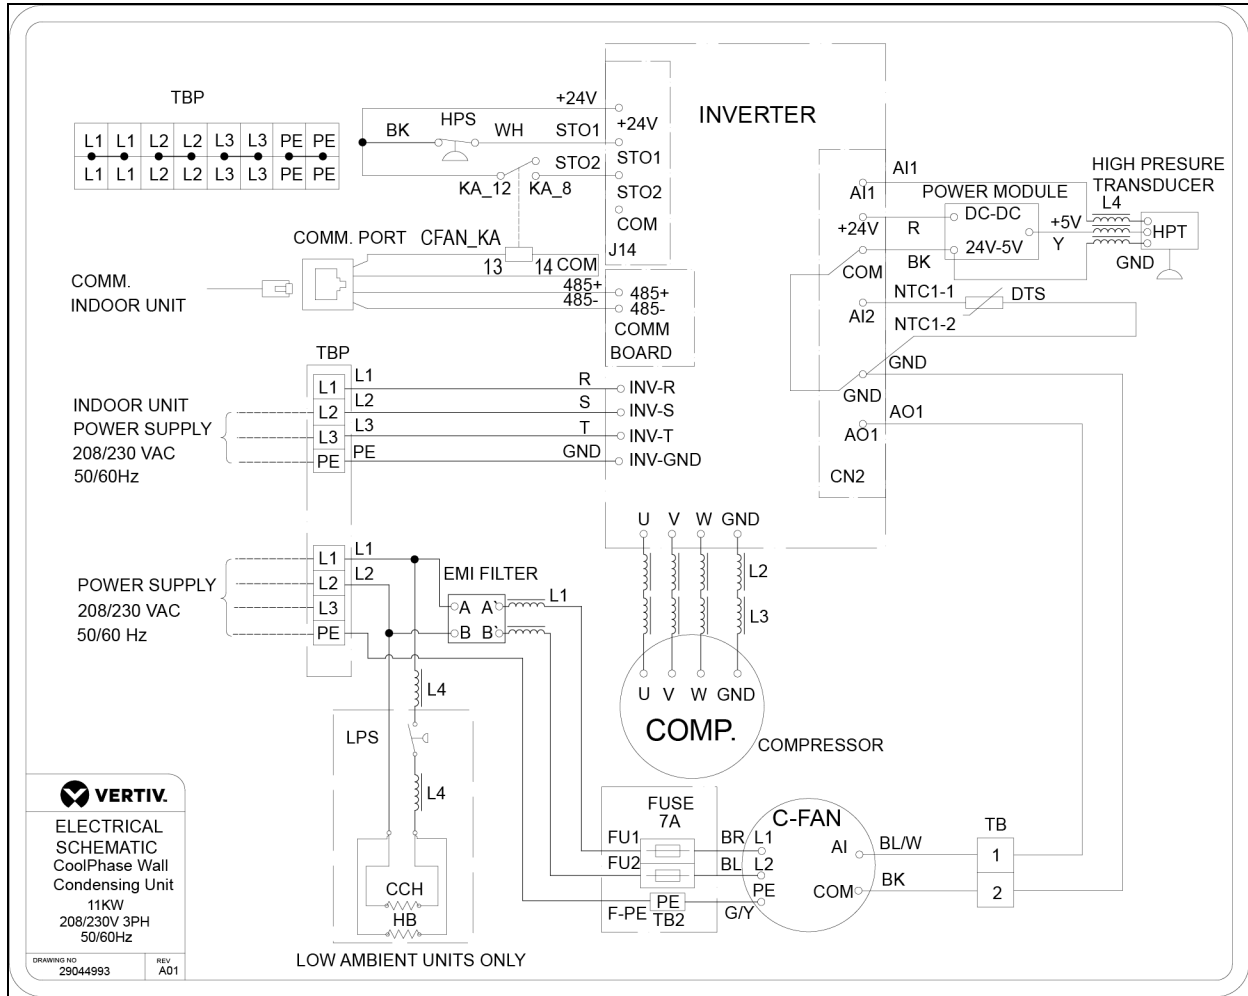 TBP
L1 L1 L2 L2 L3 L3 PE PE
L1 L1 L2 L2 L3 L3 PE PE
+24V
BK
HPS
WH
STO1
STO2
KA_12
KA_8
+24V
STO1
STO2
COM
J14
INVERTER
COMM. PORT
CFAN_KA
13
14
COM
485+
485-
485+
485-
COMM
BOARD
COMM.
INDOOR UNIT
AI1
AI1
+24V
COM
AI2
GND
AO1
CN2
POWER MODULE
DC-DC
24V-5V
R
BK
+5V
Y
HIGH PRESURE
TRANSDUCER
L4
HPT
GND
NTC1-1
DTS
NTC1-2
GND
AO1
TBP
INDOOR UNIT
POWER SUPPLY
208/230 VAC
50/60Hz
L1 L1 R INV-R
L2 L2 S INV-S
L3 L3 T INV-T
PE PE GND INV-GND
POWER SUPPLY
208/230 VAC
50/60 Hz
L1 L1
L2 L2
L3
PE
EMI FILTER
A A`
B B`
L1
U V W GND
L2
L3
U V W GND
COMP.
COMPRESSOR
L4
LPS
L4
CCH
HB
LOW AMBIENT UNITS ONLY
FUSE
7A
FU1
FU2
F-PE
PE
TB2
BR L1
BL L2
PE
G/Y
C-FAN
AI
COM
BL/W
BK
TB
1
2
VERTIV.
ELECTRICAL
SCHEMATIC
CoolPhase Wall
Condensing Unit
11KW
208/230V 3PH
50/60Hz
DRAWING NO
29044993
REV
A01